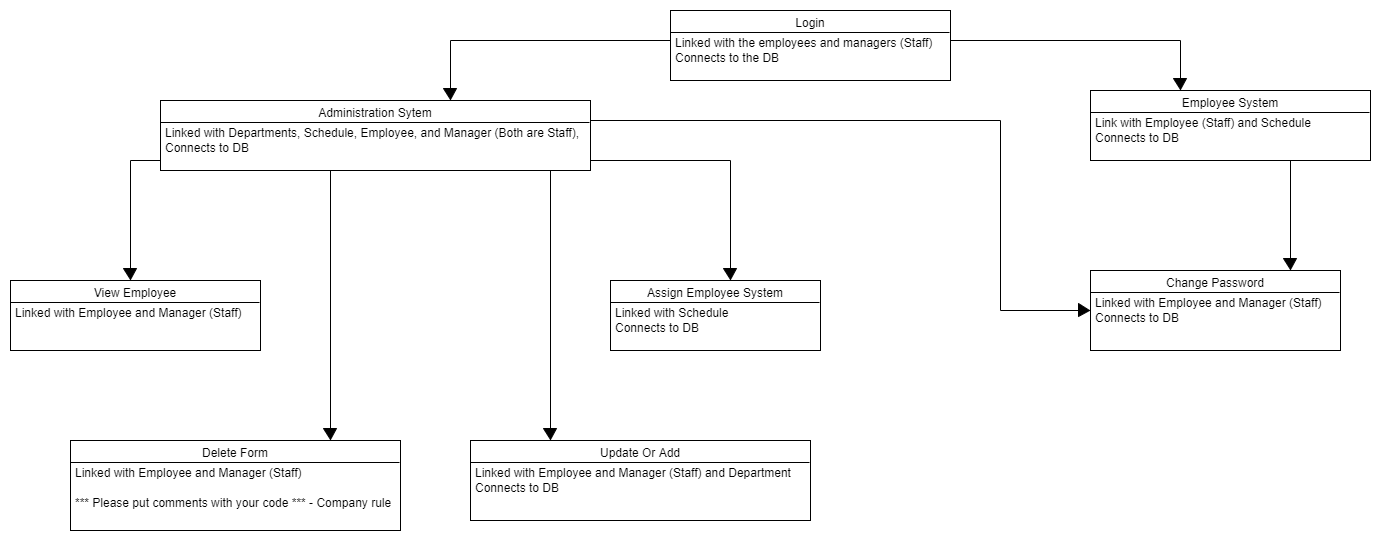 Login
Linked with the employees and managers (Staff)
Connects to the DB
Administration Sytem
Linked with Departments, Schedule, Employee, and Manager (Both are Staff),
Connects to DB
Employee System
Link with Employee (Staff) and Schedule
Connects to DB
View Employee
Linked with Employee and Manager (Staff)
Assign Employee System
Linked with Schedule
Connects to DB
Change Password
Linked with Employee and Manager (Staff)
Connects to DB
Delete Form
Linked with Employee and Manager (Staff)
*** Please put comments with your code *** - Company rule
Update Or Add
Linked with Employee and Manager (Staff) and Department
Connects to DB